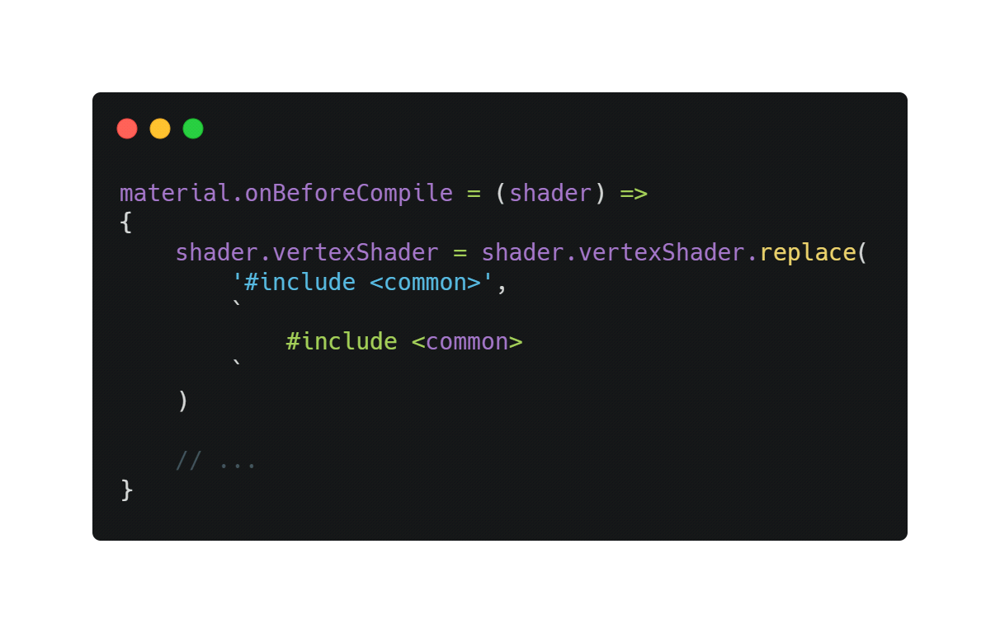 material.onBeforeCompile = (shader) =>
{
    shader.vertexShader = shader.vertexShader.replace(
        '#include <common>',
        `
            #include <common>
        `
    )

    // ...
}